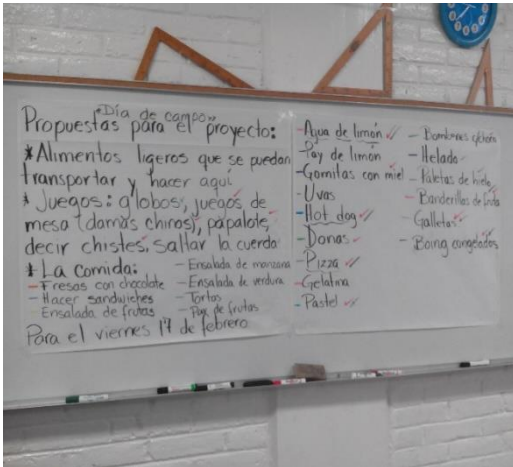 "Día de campo"
Propuestas para el proyecto:
* Alimentos ligeros que se puedan
transportar y hacer aquí
* Juegos: globos, juegos de
mesa (damas chinas), papalote,
decir chistes, saltar la cuerda
* La comida:
- Fresas con chocolate
- Hacer sandwiches
Ensalada de frutas
- Ensalada de manzana
- Ensalada de verdura
- Tortas
- Pay de frutas
Para el viernes 17 de febrero
- Agua de limón
- Pay de limón
- Gomitas con miel
- Uvas
- Hot dog
- Donas
- Pizza
- Gelatina
- Pastel
- Bombones
- Helado
- Paletas de hielo
- Banderillas de
- Galletas
- Boing congelados